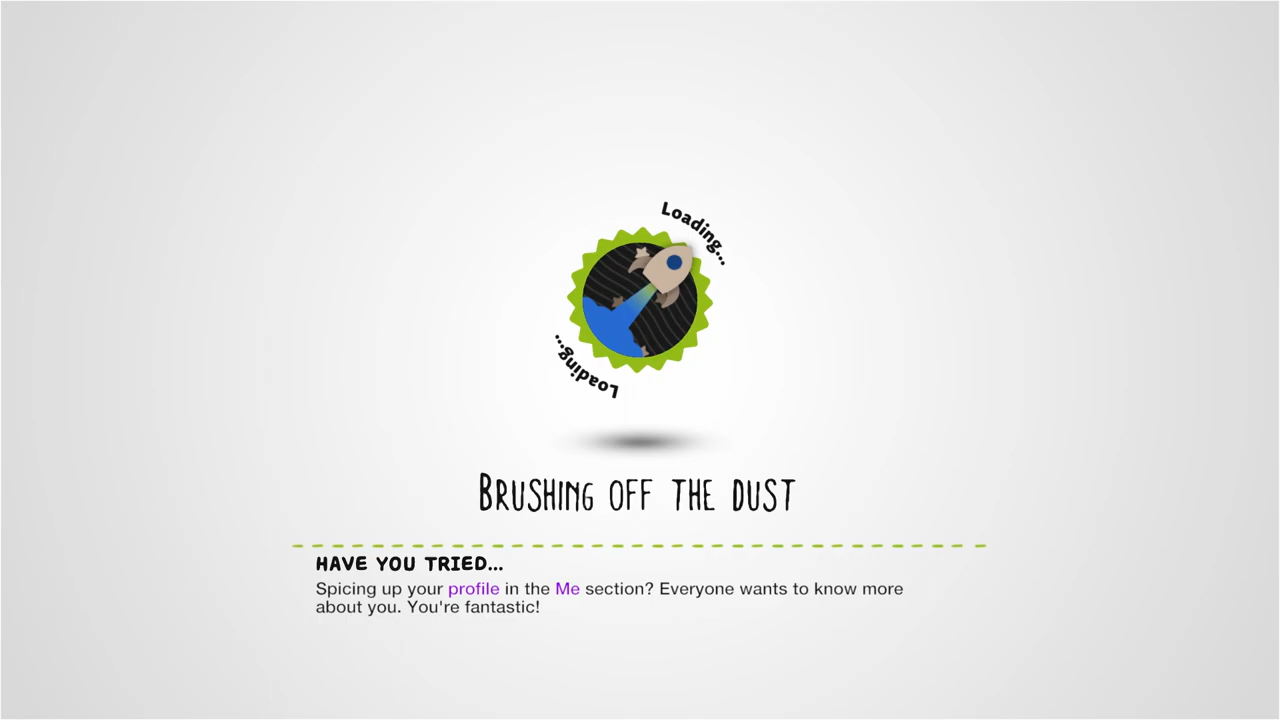 Loading...
Loading...
Brushing off the dust
HAVE YOU TRIED...
Spicing up your profile in the Me section? Everyone wants to know more
about you. You're fantastic!